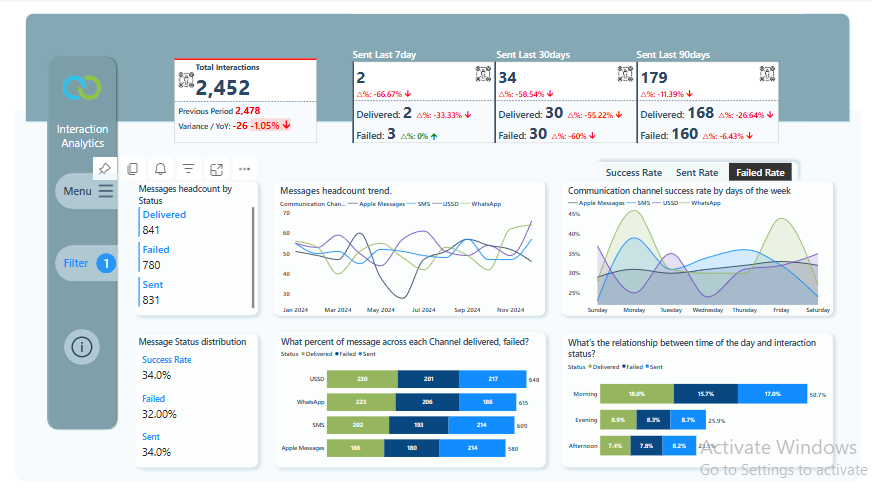 Interaction
Analytics
Menu
Filter 1
Total Interactions
2,452
Previous Period 2,478
Variance / YoY: -26 -1.05%
Sent Last 7day
2
△%: -66.67%
Delivered: 2 △%: -33.33%
Failed: 3 △%: 0%
Sent Last 30days
34
△%: -58.54%
Delivered: 30 △%: -55.22%
Failed: 30 △%: -60%
Sent Last 90days
179
△%: -11.39%
Delivered: 168 △%: -26.64%
Failed: 160 △%: -6.43%
Success Rate Sent Rate Failed Rate
Messages headcount by
Status
Delivered
841
Failed
780
Sent
831
Messages headcount trend.
Communication Chan... Apple Messages SMS USSD WhatsApp
70
60
50
40
30
Jan 2024 Mar 2024 May 2024 Jul 2024 Sep 2024 Nov 2024
Communication channel success rate by days of the week
Apple Messages SMS USSD WhatsApp
45%
40%
35%
30%
25%
Sunday Monday Tuesday Wednesday Thursday Friday Saturday
Message Status distribution
Success Rate
34.0%
Failed
32.00%
Sent
34.0%
What percent of message across each Channel delivered, failed?
Status Delivered Failed Sent
USSD 230 201 217 648
WhatsApp 223 206 186 615
SMS 202 193 214 609
Apple Messages 186 180 214 580
What's the relationship between time of the day and interaction
status?
Status Delivered Failed Sent
Morning 18.0% 15.7% 17.0% 50.7%
Evening 8.9% 8.3% 8.7% 25.9%
Afternoon 7.4% 7.8% 8.2%
Activate Windows
Go to Settings to activate